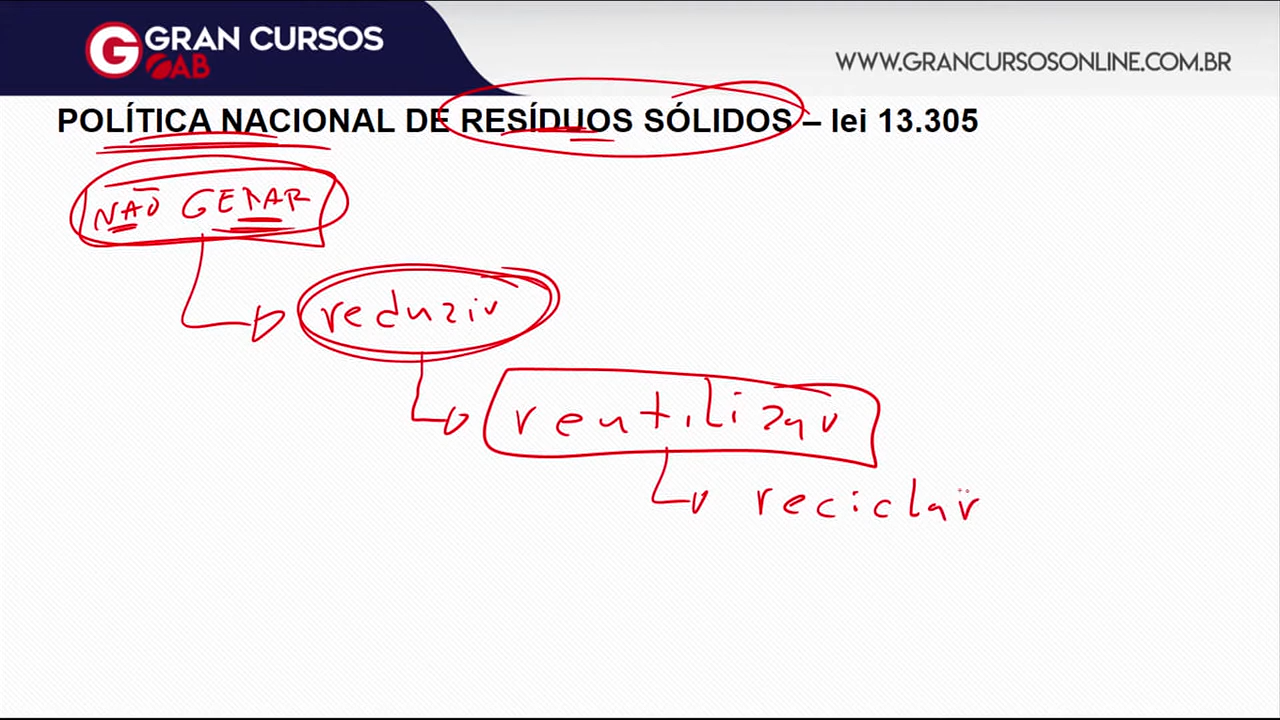 GRAN CURSOS
OAB
WWW.GRANCURSOSONLINE.COM.BR
POLÍTICA NACIONAL DE RESÍDUOS SÓLIDOS – lei 13.305
NÃO GERAR
reduzir
reutilizar
reciclar